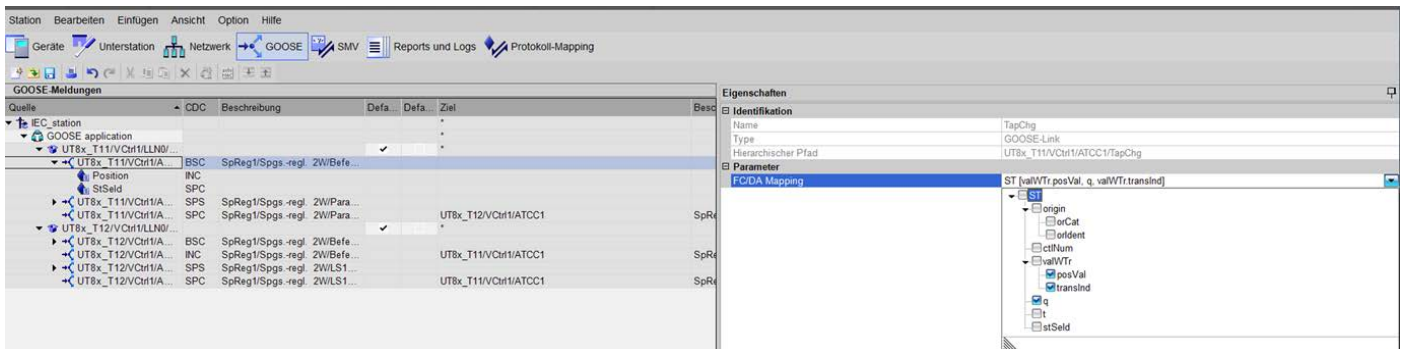 Station Bearbeiten Einfügen Ansicht Option Hilfe
Geräte Unterstation Netzwerk GOOSE SMV Reports und Logs Protokoll-Mapping
GOOSE-Meldungen
Quelle CDC Beschreibung Defa... Defa... Ziel Besc
IEC_station *
GOOSE application *
UT8x_T11/VCtrl1/LLN0/... *
UT8x_T11/VCtrl1/A... BSC SpReg1/Spgs.-regl. 2W/Befe...
Position INC
StSeld SPC
UT8x_T11/VCtrl1/A... SPS SpReg1/Spgs.-regl. 2W/Para...
UT8x_T11/VCtrl1/A... SPC SpReg1/Spgs.-regl. 2W/Para... UT8x_T12/VCtrl1/ATCC1 SpRe
UT8x_T12/VCtrl1/LLN0/... *
UT8x_T12/VCtrl1/A... BSC SpReg1/Spgs.-regl. 2W/Befe...
UT8x_T12/VCtrl1/A... INC SpReg1/Spgs.-regl. 2W/Befe... UT8x_T11/VCtrl1/ATCC1 SpRe
UT8x_T12/VCtrl1/A... SPS SpReg1/Spgs.-regl. 2W/LS1...
UT8x_T12/VCtrl1/A... SPC SpReg1/Spgs.-regl. 2W/LS1... UT8x_T11/VCtrl1/ATCC1 SpRe
Eigenschaften
Identifikation
Name TapChg
Type GOOSE-Link
Hierarchischer Pfad UT8x_T11/VCtrl1/ATCC1/TapChg
Parameter
FC/DA Mapping ST [valWTr.posVal, q, valWTr.transInd]
ST
origin
orCat
orIdent
ctlNum
valWTr
posVal
transInd
q
t
stSeld